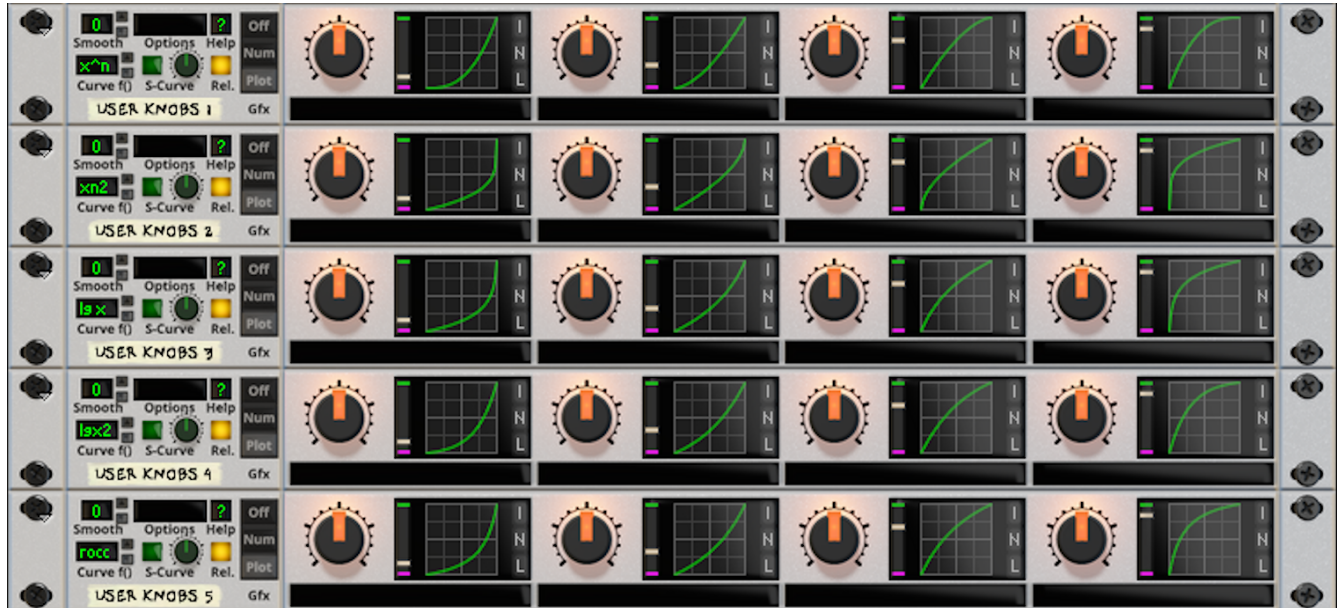 0 ? Off
Smooth Options Help Num
x^n Plot
Curve f() S-Curve Rel.
USER KNOBS 1 Gfx
I N L I N L I N L I N L
0 ? Off
Smooth Options Help Num
xn2 Plot
Curve f() S-Curve Rel.
USER KNOBS 2 Gfx
I N L I N L I N L I N L
0 ? Off
Smooth Options Help Num
lg x Plot
Curve f() S-Curve Rel.
USER KNOBS 3 Gfx
I N L I N L I N L I N L
0 ? Off
Smooth Options Help Num
lgx2 Plot
Curve f() S-Curve Rel.
USER KNOBS 4 Gfx
I N L I N L I N L I N L
0 ? Off
Smooth Options Help Num
rocc Plot
Curve f() S-Curve Rel.
USER KNOBS 5 Gfx
I N L I N L I N L I N L